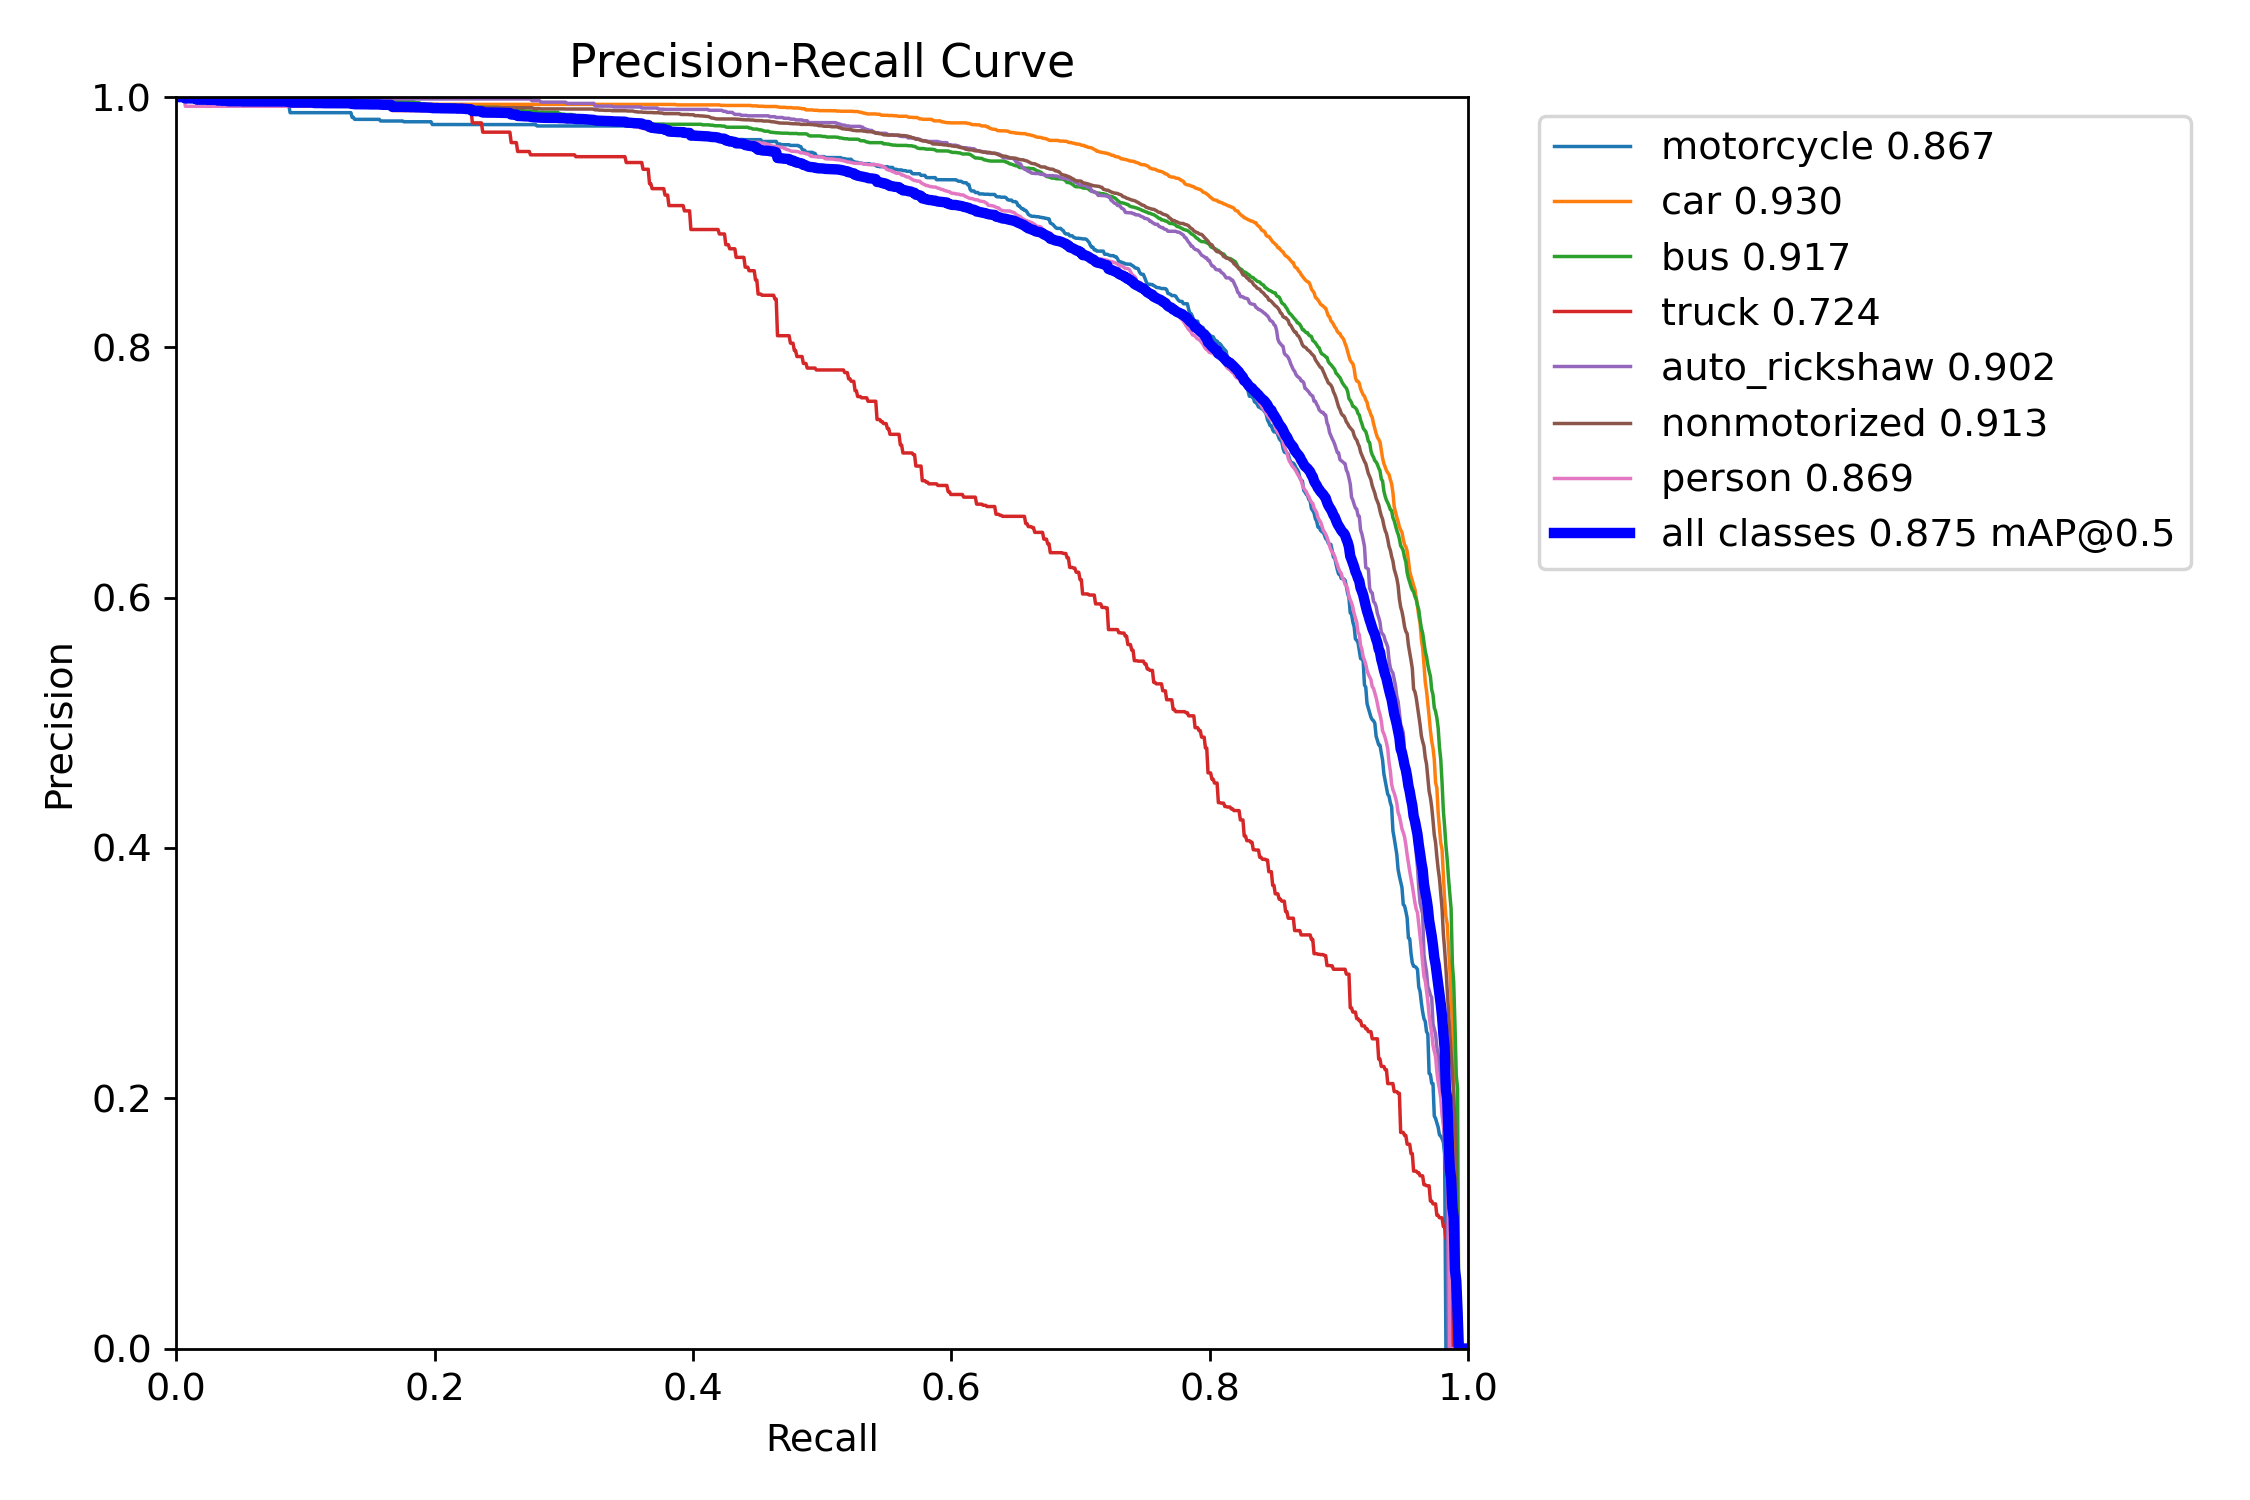 Precision-Recall Curve
1.0
0.8
0.6
0.4
0.2
0.0
Precision
0.0 0.2 0.4 0.6 0.8 1.0
Recall
motorcycle 0.867
car 0.930
bus 0.917
truck 0.724
auto_rickshaw 0.902
nonmotorized 0.913
person 0.869
all classes 0.875 mAP@0.5